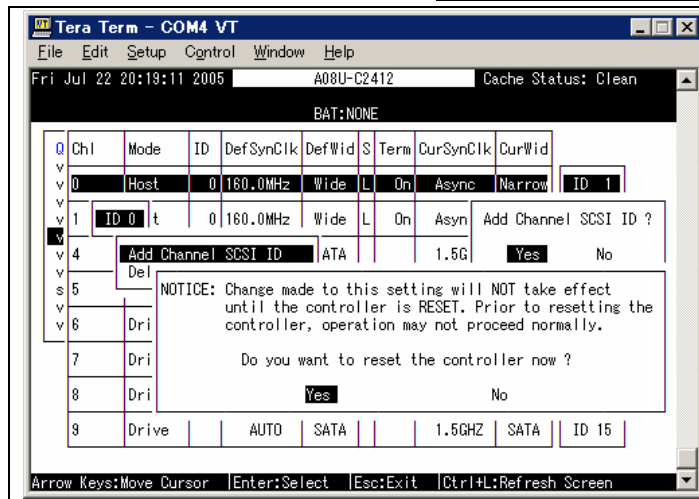 Tera Term - COM4 VT
File Edit Setup Control Window Help
Fri Jul 22 20:19:11 2005 A08U-C2412 Cache Status: Clean
BAT:NONE
Q Chl Mode ID DefSynClk DefWid S Term CurSynClk CurWid
v
v 0 Host 0 160.0MHz Wide L On Async Narrow ID 1
v
v 1 ID 0 t 0 160.0MHz Wide L On Asyn Add Channel SCSI ID ?
v
v 4 Add Channel SCSI ID ATA 1.5G Yes No
v Del
s 5 NOTICE: Change made to this setting will NOT take effect
v until the controller is RESET. Prior to resetting the
v 6 Dri controller, operation may not proceed normally.
7 Dri Do you want to reset the controller now ?
8 Dri Yes No
9 Drive AUTO SATA 1.5GHZ SATA ID 15
Arrow Keys:Move Cursor |Enter:Select |Esc:Exit |Ctrl+L:Refresh Screen